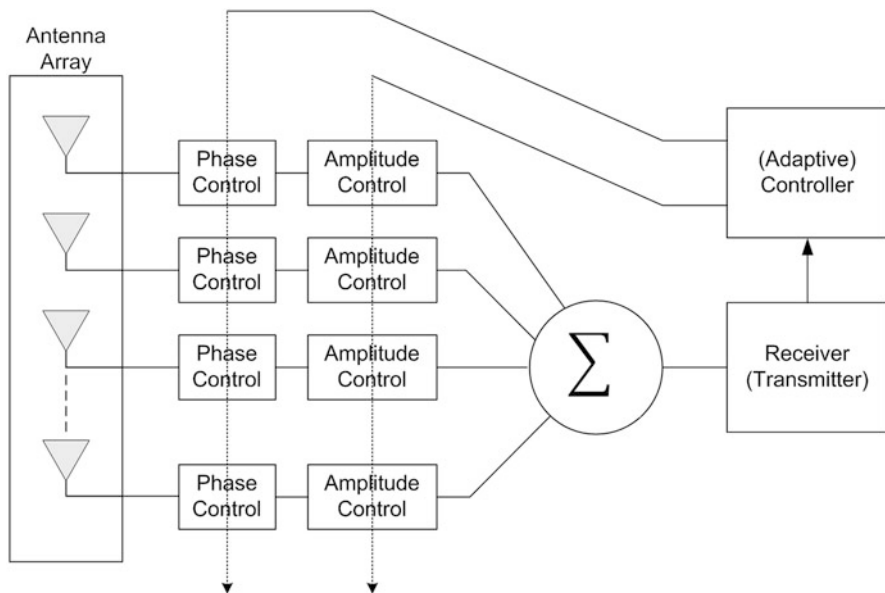 Antenna
Array
Phase
Control
Amplitude
Control
(Adaptive)
Controller
Phase
Control
Amplitude
Control
Phase
Control
Amplitude
Control
∑
Receiver
(Transmitter)
Phase
Control
Amplitude
Control